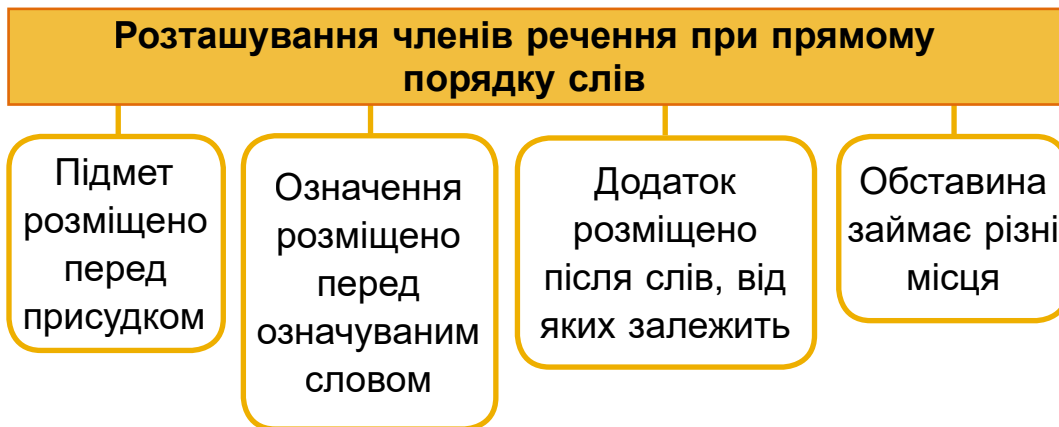 Розташування членів речення при прямому
порядку слів
Підмет
розміщено
перед
присудком
Означення
розміщено
перед
означуваним
словом
Додаток
розміщено
після слів, від
яких залежить
Обставина
займає різні
місця